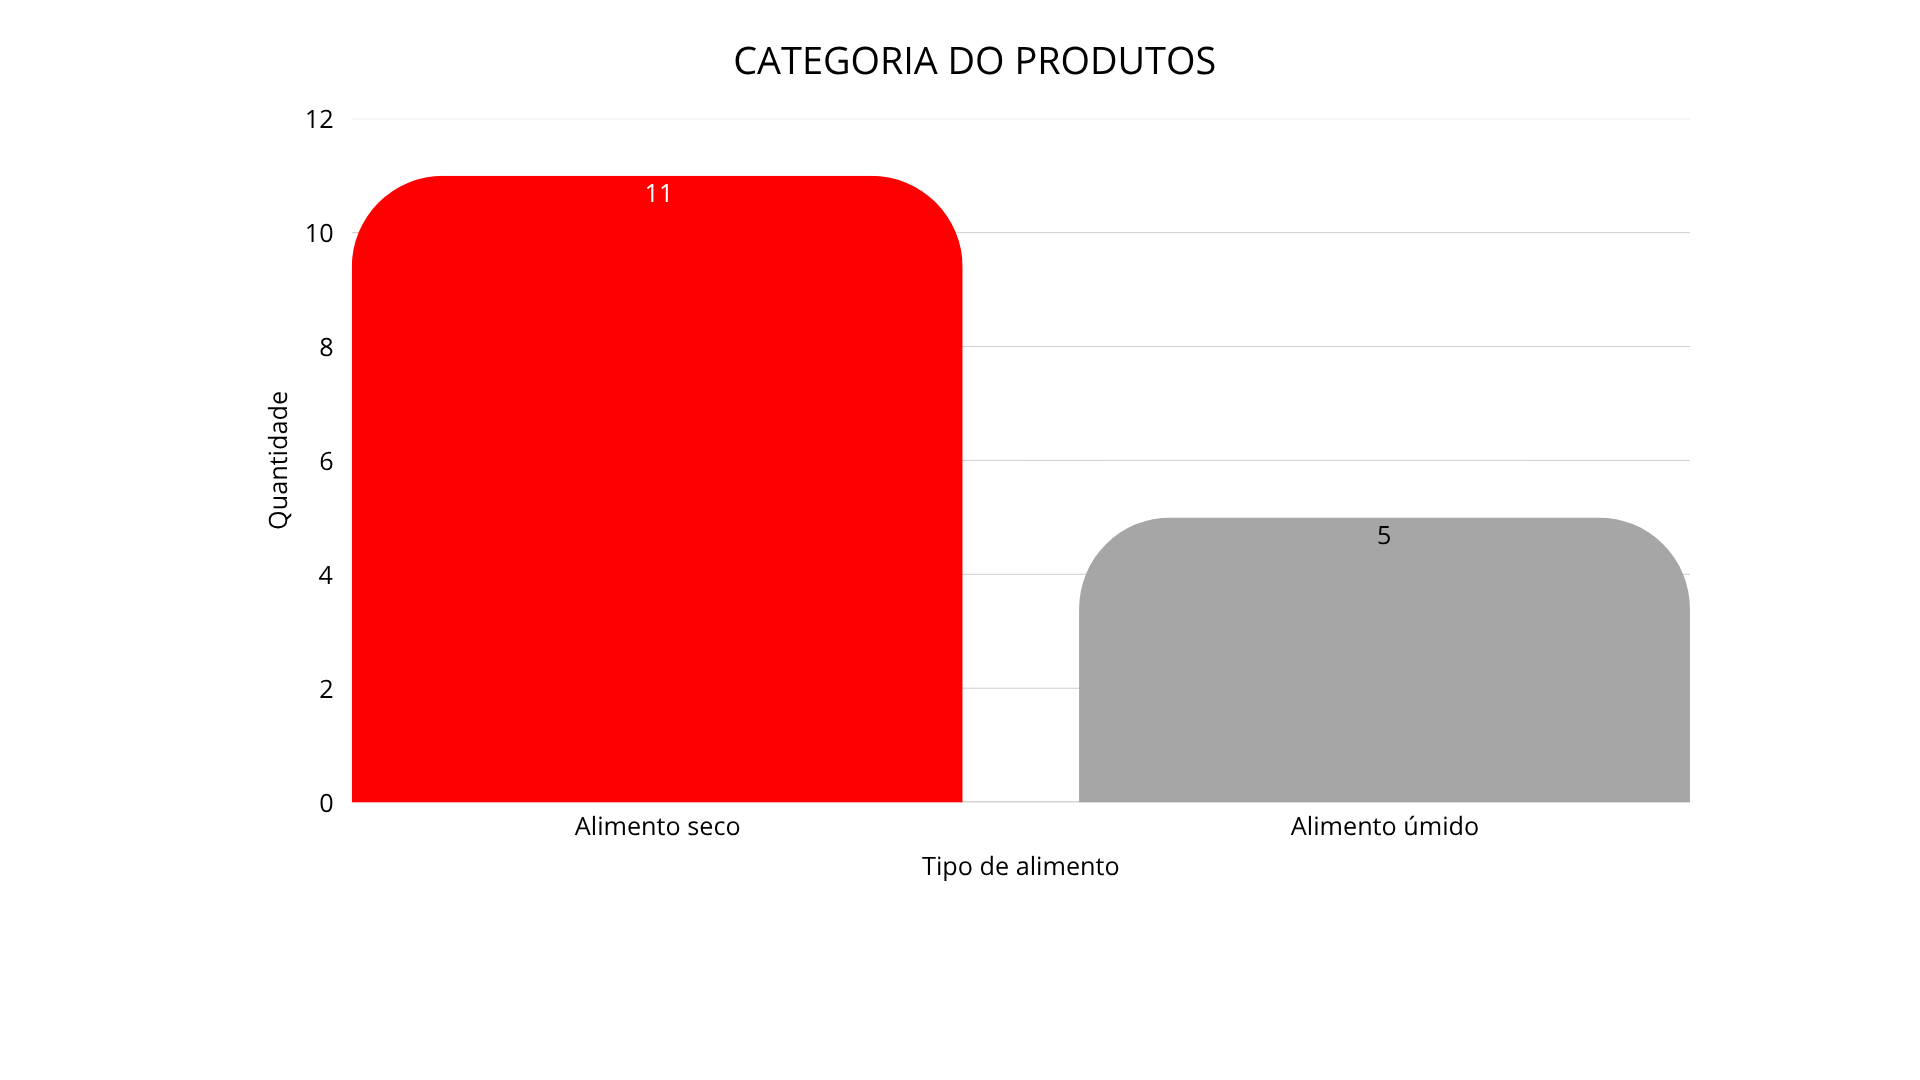 CATEGORIA DO PRODUTOS
12
10
8
6
4
2
0
Quantidade
11
5
Alimento seco
Alimento úmido
Tipo de alimento